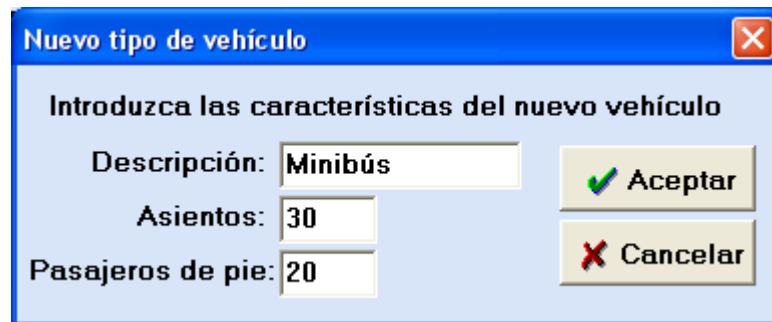 Nuevo tipo de vehículo
Introduzca las características del nuevo vehículo
Descripción: Minibús
Aceptar
Asientos: 30
Cancelar
Pasajeros de pie: 20